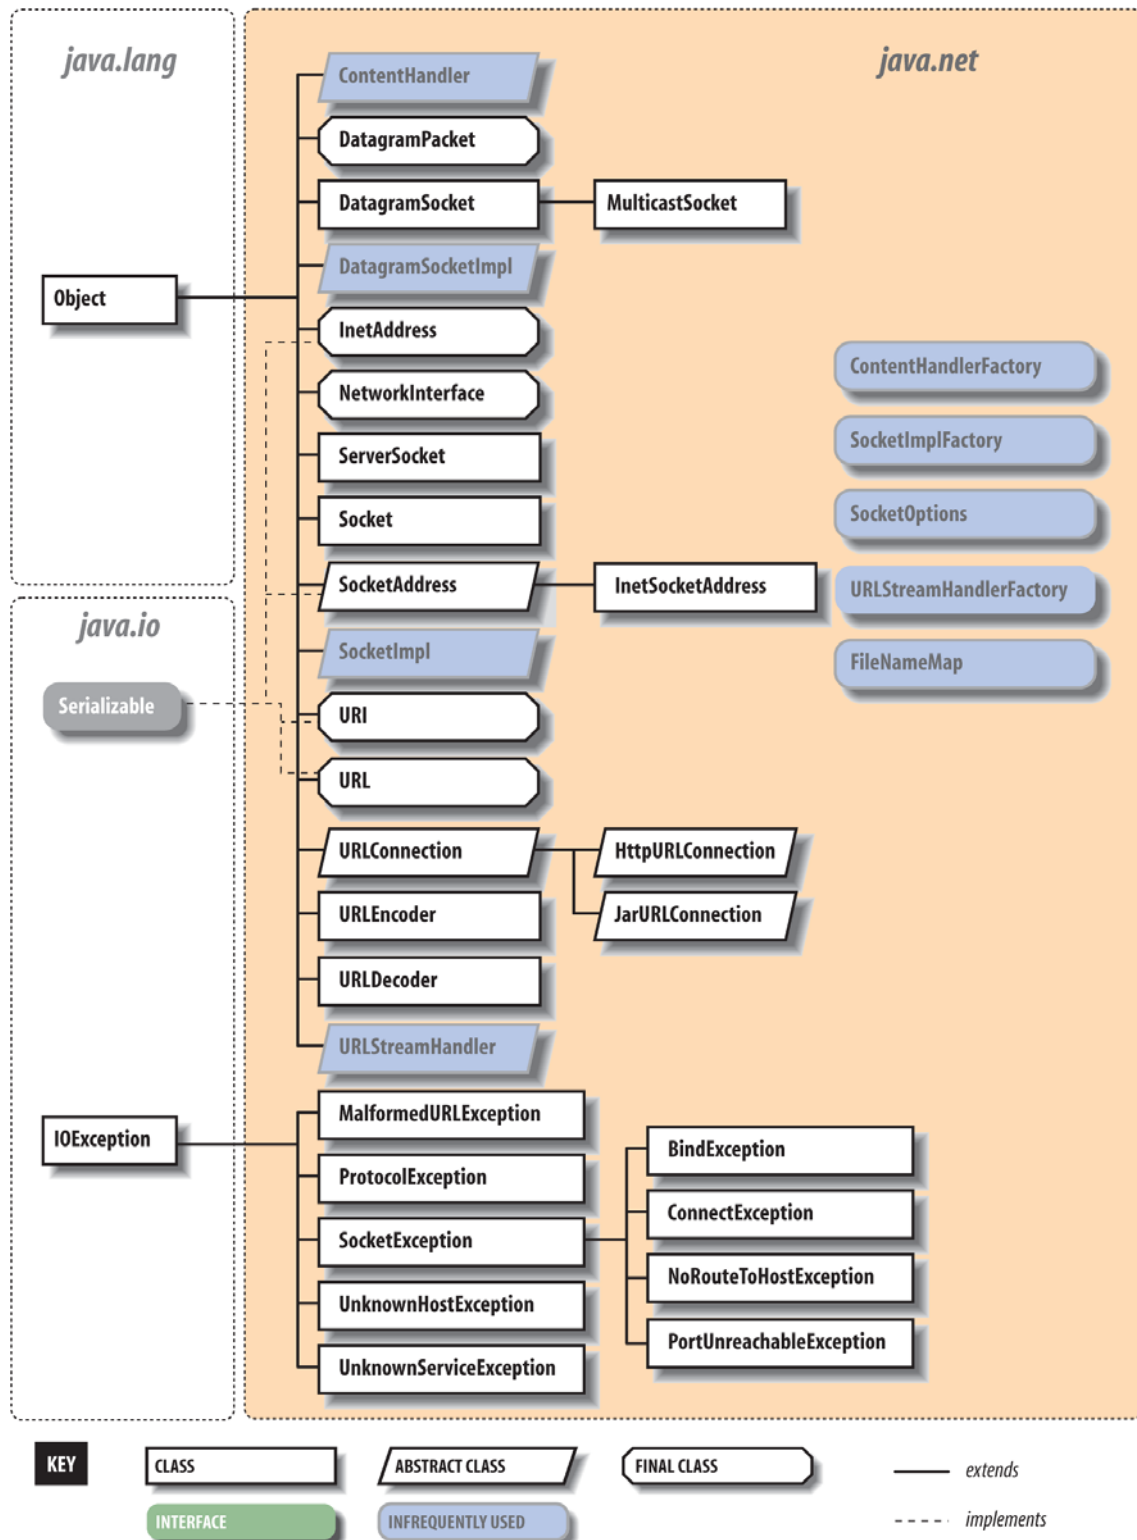 java.lang
java.net
ContentHandler
DatagramPacket
DatagramSocket
MulticastSocket
DatagramSocketImpl
Object
InetAddress
ContentHandlerFactory
NetworkInterface
SocketImplFactory
ServerSocket
Socket
SocketOptions
SocketAddress
InetSocketAddress
URLStreamHandlerFactory
java.io
SocketImpl
FileNameMap
Serializable
URI
URL
URLConnection
HttpURLConnection
URLEncoder
JarURLConnection
URLDecoder
URLStreamHandler
MalformedURLException
IOException
BindException
ProtocolException
ConnectException
SocketException
NoRouteToHostException
UnknownHostException
PortUnreachableException
UnknownServiceException
KEY
CLASS
ABSTRACT CLASS
FINAL CLASS
extends
INTERFACE
INFREQUENTLY USED
implements